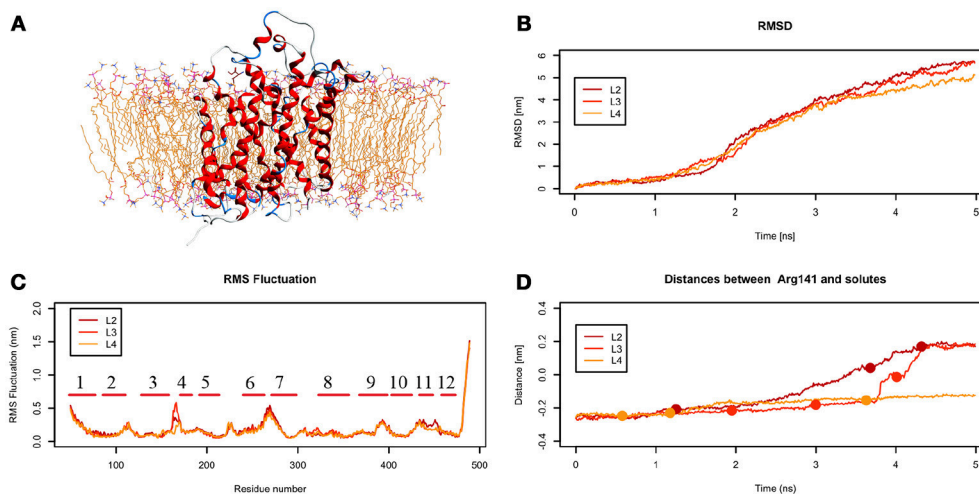 A
B
RMSD
RMSD [nm]
6
5
4
3
2
1
0
L2
L3
L4
0
1
2
3
4
5
Time [ns]
C
RMS Fluctuation
RMS Fluctuation (nm)
2.0
1.5
1.0
0.5
0.0
L2
L3
L4
1 2 3 4 5 6 7 8 9 10 11 12
100 200 300 400 500
Residue number
D
Distances between Arg141 and solutes
Distance [nm]
0.4
0.2
0.0
-0.2
-0.4
L2
L3
L4
0 1 2 3 4 5
Time (ns)